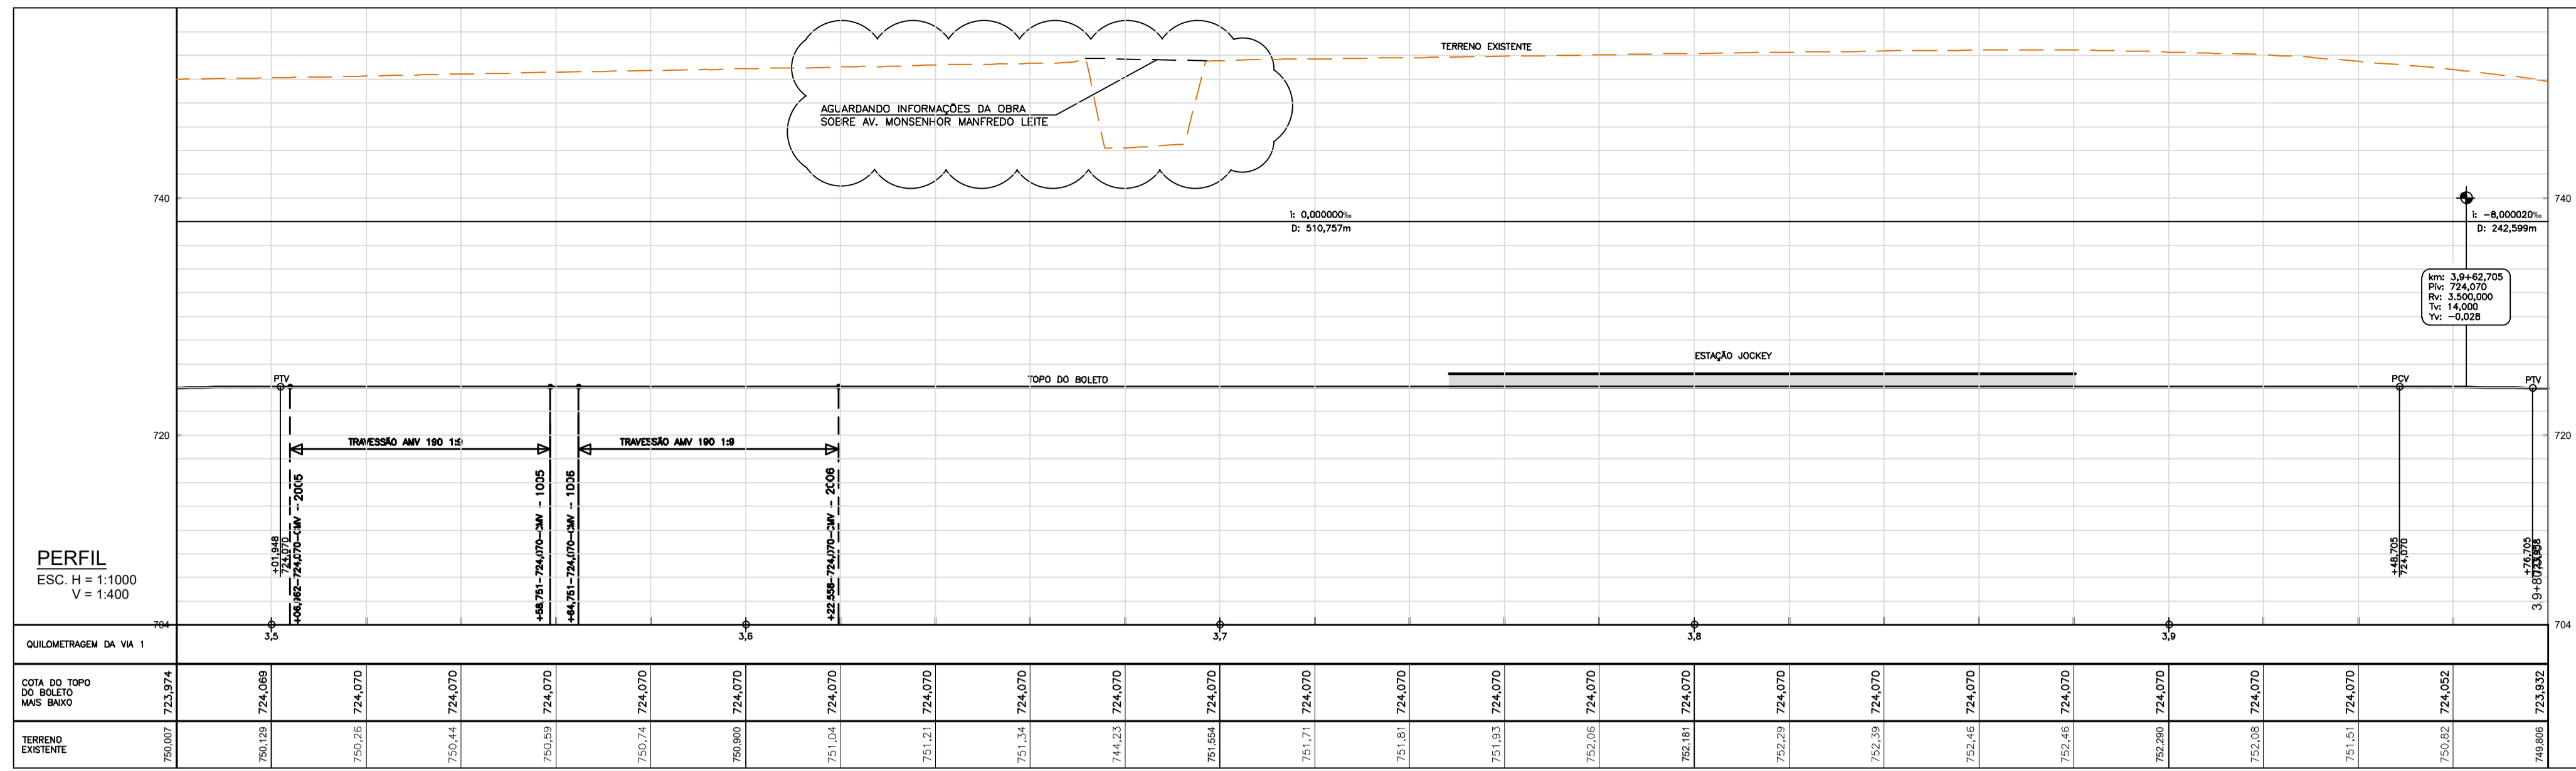 TERRENO EXISTENTE
AGUARDANDO INFORMAÇÕES DA OBRA
SOBRE AV. MONSENHOR MANFREDO LEITE
740
740
i: 0,000000‰
D: 510,757m
i: -8,000020‰
D: 242,599m
km: 3,9+62,705
Piv: 724,070
Rv: 3.500,000
Tv: 14,000
Yv: -0,028
ESTAÇÃO JOCKEY
PTV
TOPO DO BOLETO
PCV
PTV
720
720
TRAVESSÃO AMV 190 1:9
TRAVESSÃO AMV 190 1:9
+01,948
724,070
+06,962-724,070-CMV - 2005
+58,751-724,070-CMV - 1005
+64,751-724,070-CMV - 1006
+22,558-724,070-CMV - 2006
+48,705
724,070
+76,705
PERFIL
ESC. H = 1:1000
V = 1:400
704
704
QUILOMETRAGEM DA VIA 1
3,5
3,6
3,7
3,8
3,9
COTA DO TOPO
DO BOLETO
MAIS BAIXO
723,974 724,069 724,070 724,070 724,070 724,070 724,070 724,070 724,070 724,070 724,070 724,070 724,070 724,070 724,070 724,070 724,070 724,070 724,070 724,070 724,070 724,070 724,070 724,070 724,052 723,932
TERRENO
EXISTENTE
750,007 750,129 750,26 750,44 750,59 750,74 750,900 751,04 751,21 751,34 744,23 751,554 751,71 751,81 751,93 752,06 752,181 752,29 752,39 752,46 752,46 752,290 752,08 751,51 750,82 749,806